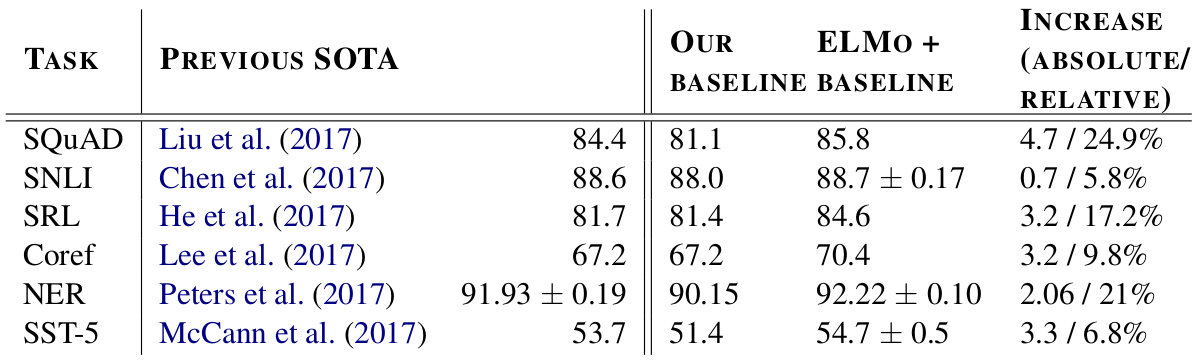 TASK PREVIOUS SOTA OUR BASELINE ELMO + BASELINE INCREASE (ABSOLUTE/ RELATIVE)
SQuAD Liu et al. (2017) 84.4 81.1 85.8 4.7 / 24.9%
SNLI Chen et al. (2017) 88.6 88.0 88.7 ± 0.17 0.7 / 5.8%
SRL He et al. (2017) 81.7 81.4 84.6 3.2 / 17.2%
Coref Lee et al. (2017) 67.2 67.2 70.4 3.2 / 9.8%
NER Peters et al. (2017) 91.93 ± 0.19 90.15 92.22 ± 0.10 2.06 / 21%
SST-5 McCann et al. (2017) 53.7 51.4 54.7 ± 0.5 3.3 / 6.8%